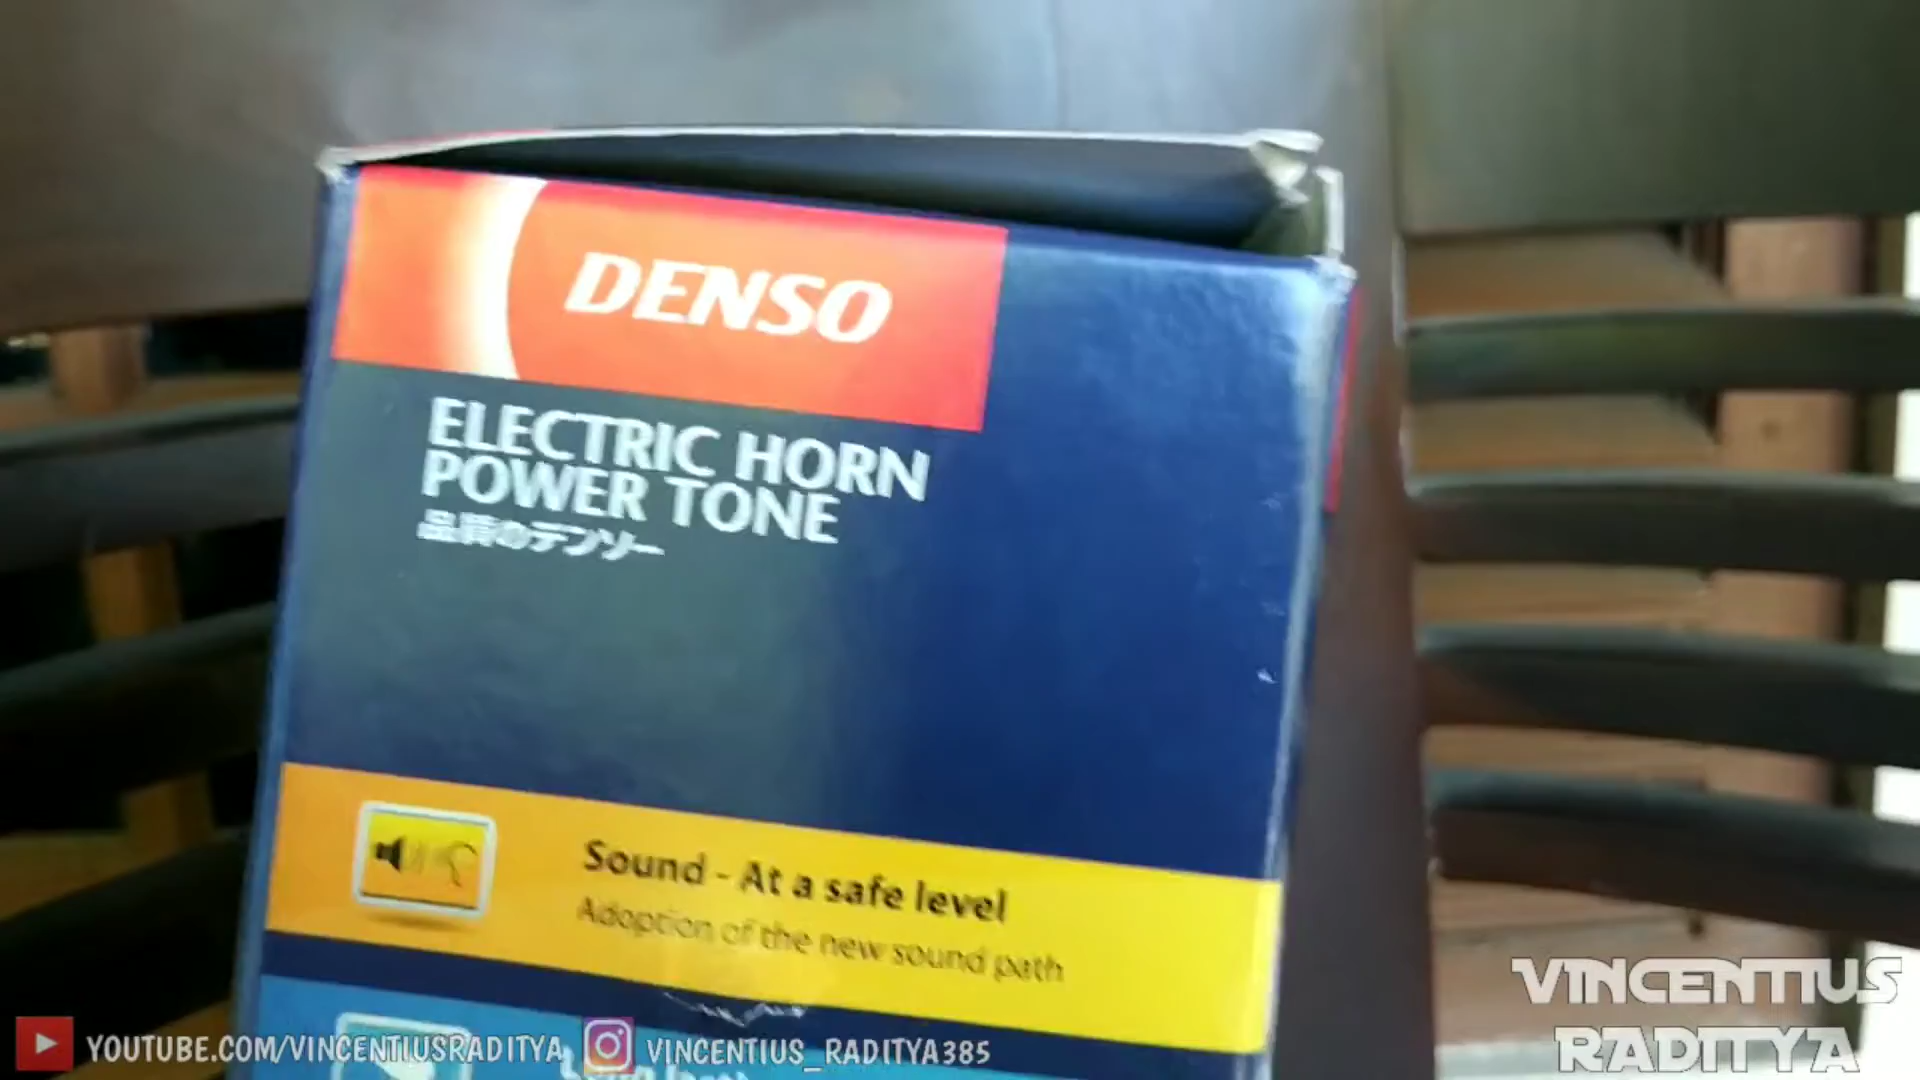 DENSO
ELECTRIC HORN
POWER TONE
品質のデンソー
Sound - At a safe level
Adoption of the new sound path
VINCENTIUS
RADITYA
YOUTUBE.COM/VINCENTIUSRADITYA
VINCENTIUS_RADITYA385